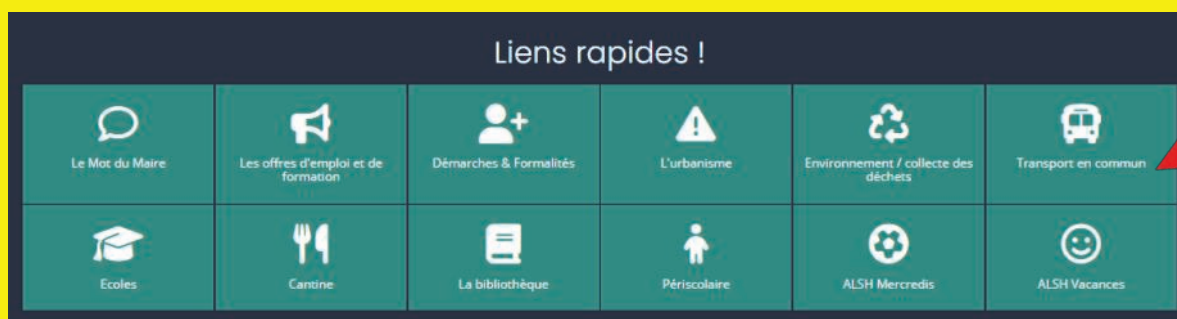 Liens rapides !
Le Mot du Maire
Les offres d'emploi et de
formation
Démarches & Formalités
L'urbanisme
Environnement / collecte des
déchets
Transport en commun
Ecoles
Cantine
La bibliothèque
Périscolaire
ALSH Mercredis
ALSH Vacances